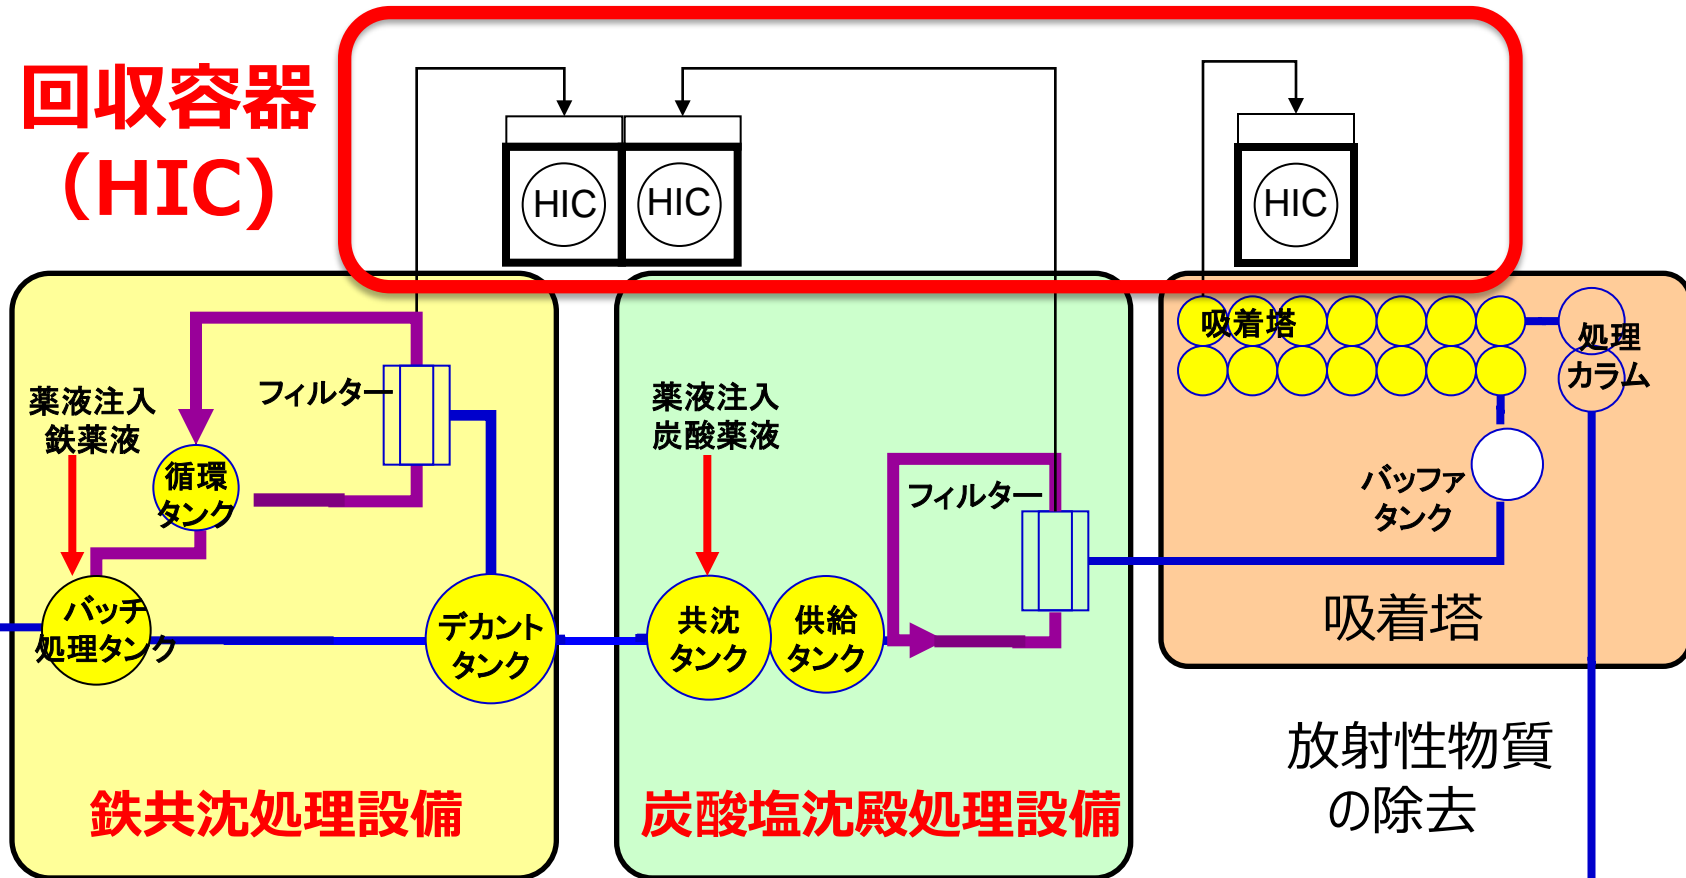 回収容器
（HIC）
HIC
HIC
HIC
薬液注入
鉄薬液
フィルター
循環
タンク
バッチ
処理タンク
デカント
タンク
鉄共沈処理設備
薬液注入
炭酸薬液
フィルター
共沈
タンク
供給
タンク
炭酸塩沈殿処理設備
吸着塔
処理
カラム
バッファ
タンク
吸着塔
放射性物質
の除去